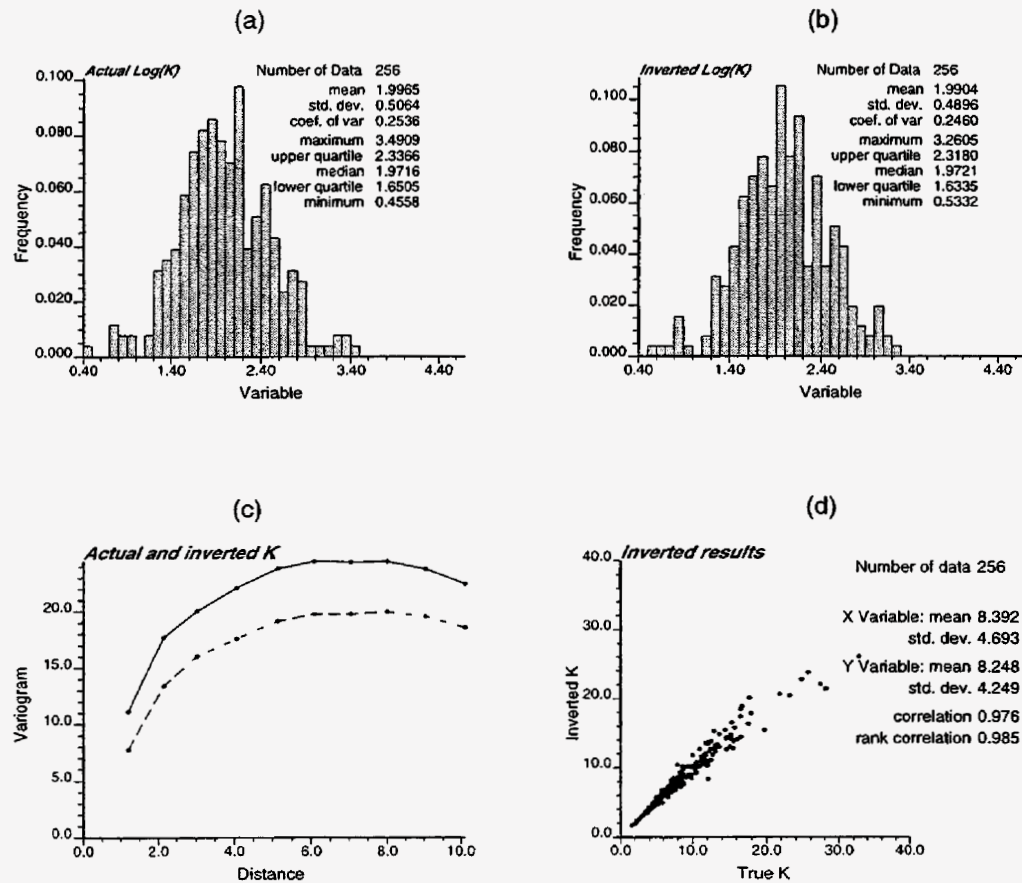 (a)
Actual Log(K)
Number of Data 256
mean 1.9965
std. dev. 0.5064
coef. of var 0.2536
maximum 3.4909
upper quartile 2.3366
median 1.9716
lower quartile 1.6505
minimum 0.4558
Frequency
0.100
0.080
0.060
0.040
0.020
0.000
0.40 1.40 2.40 3.40 4.40
Variable
(b)
Inverted Log(K)
Number of Data 256
mean 1.9904
std. dev. 0.4896
coef. of var 0.2460
maximum 3.2605
upper quartile 2.3180
median 1.9721
lower quartile 1.6335
minimum 0.5332
Frequency
0.100
0.080
0.060
0.040
0.020
0.000
0.40 1.40 2.40 3.40 4.40
Variable
(c)
Actual and inverted K
Variogram
20.0
15.0
10.0
5.0
0.0
0.0 2.0 4.0 6.0 8.0 10.0
Distance
(d)
Inverted results
Number of data 256
X Variable: mean 8.392
std. dev. 4.693
Y Variable: mean 8.248
std. dev. 4.249
correlation 0.976
rank correlation 0.985
Inverted K
40.0
30.0
20.0
10.0
0.0
0.0 10.0 20.0 30.0 40.0
True K